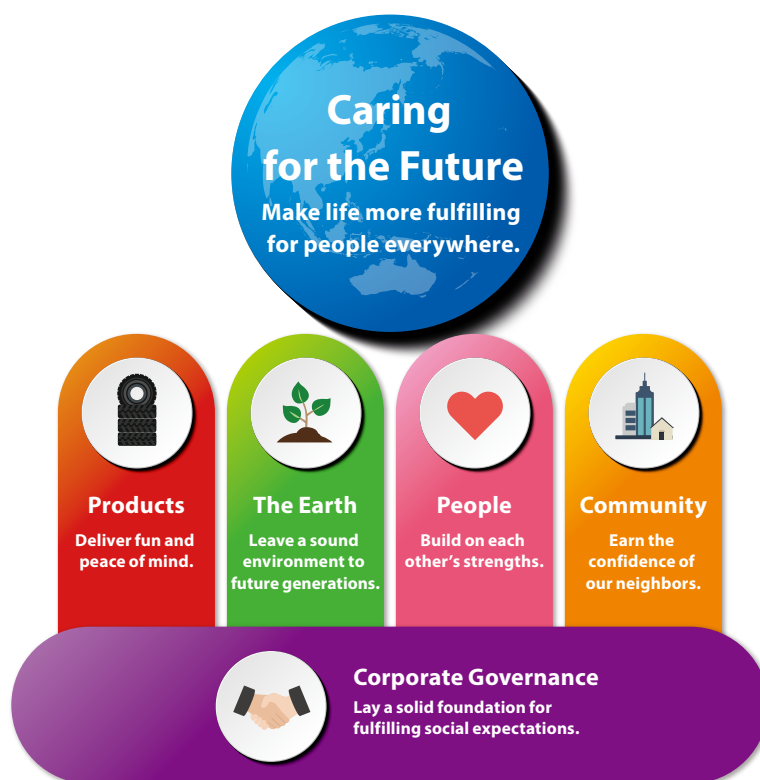 Caring
for the Future
Make life more fulfilling
for people everywhere.
Products
Deliver fun and
peace of mind.
The Earth
Leave a sound
environment to
future generations.
People
Build on each
other’s strengths.
Community
Earn the
confidence of
our neighbors.
Corporate Governance
Lay a solid foundation for
fulfilling social expectations.